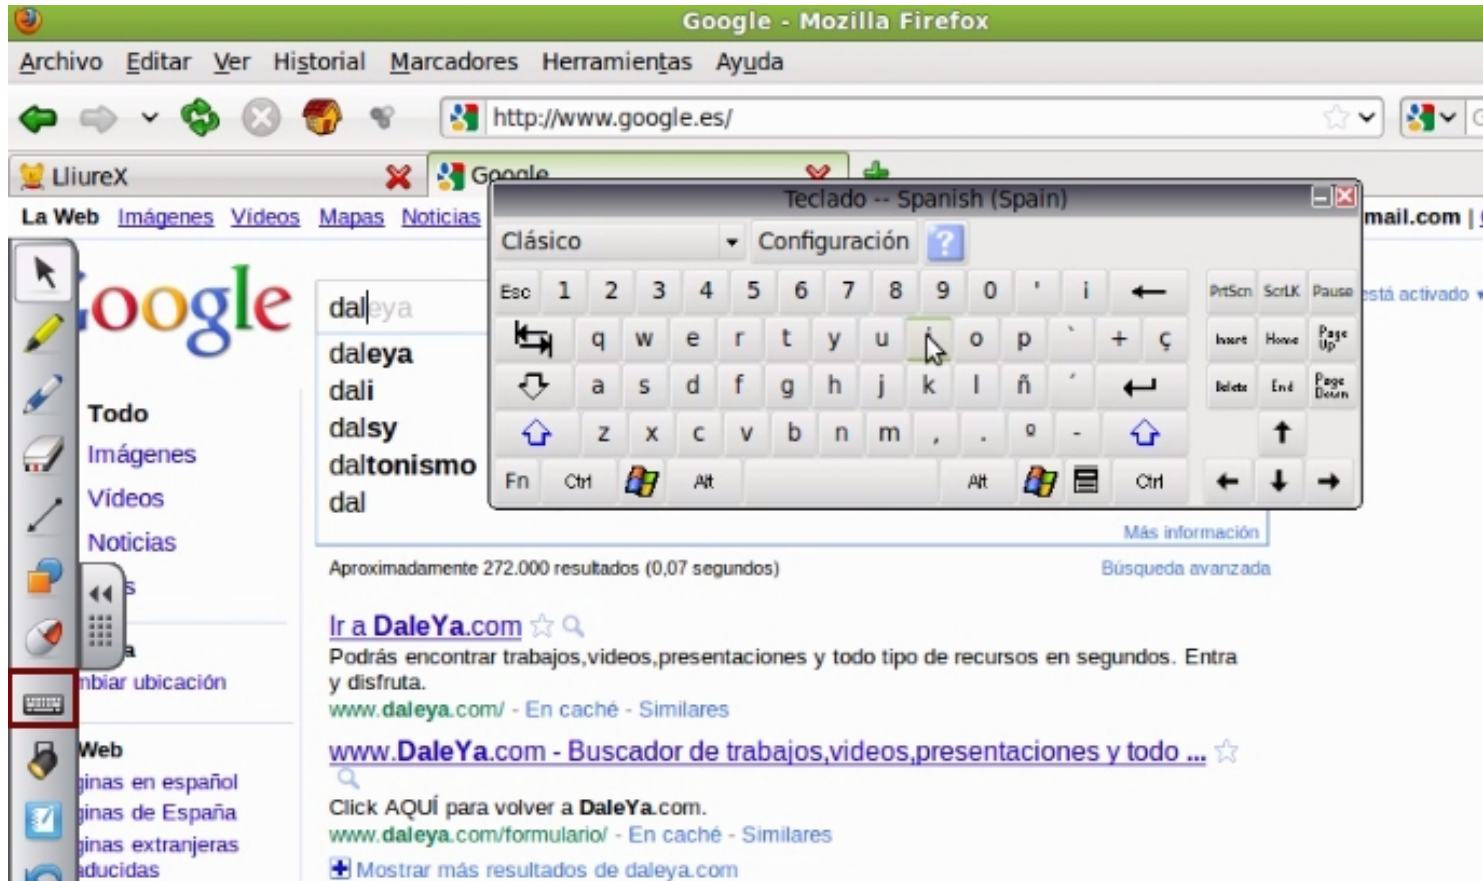 Google - Mozilla Firefox
Archivo Editar Ver Historial Marcadores Herramientas Ayuda
http://www.google.es/
LliureX Google
Teclado -- Spanish (Spain)
La Web Imágenes Vídeos Mapas Noticias
mail.com |
Clásico Configuración ?
oogle
daleya
daleya
dali
dalsy
daltonismo
dal
Esc 1 2 3 4 5 6 7 8 9 0 ' ¡ PrtScn ScrLK Pause
está activado
q w e r t y u i o p ` + ç Insert Home Page Up
a s d f g h j k l ñ ´ Delete End Page Down
z x c v b n m , . º -
Fn Ctrl Alt Alt Ctrl
Más información
Todo
Imágenes
Vídeos
Noticias
s
a
mbiar ubicación
Web
ginas en español
ginas de España
ginas extranjeras
aducidas
Aproximadamente 272.000 resultados (0,07 segundos) Búsqueda avanzada
Ir a DaleYa.com
Podrás encontrar trabajos,videos,presentaciones y todo tipo de recursos en segundos. Entra
y disfruta.
www.daleya.com/ - En caché - Similares
www.DaleYa.com - Buscador de trabajos,videos,presentaciones y todo ...
Click AQUÍ para volver a DaleYa.com.
www.daleya.com/formulario/ - En caché - Similares
Mostrar más resultados de daleya.com